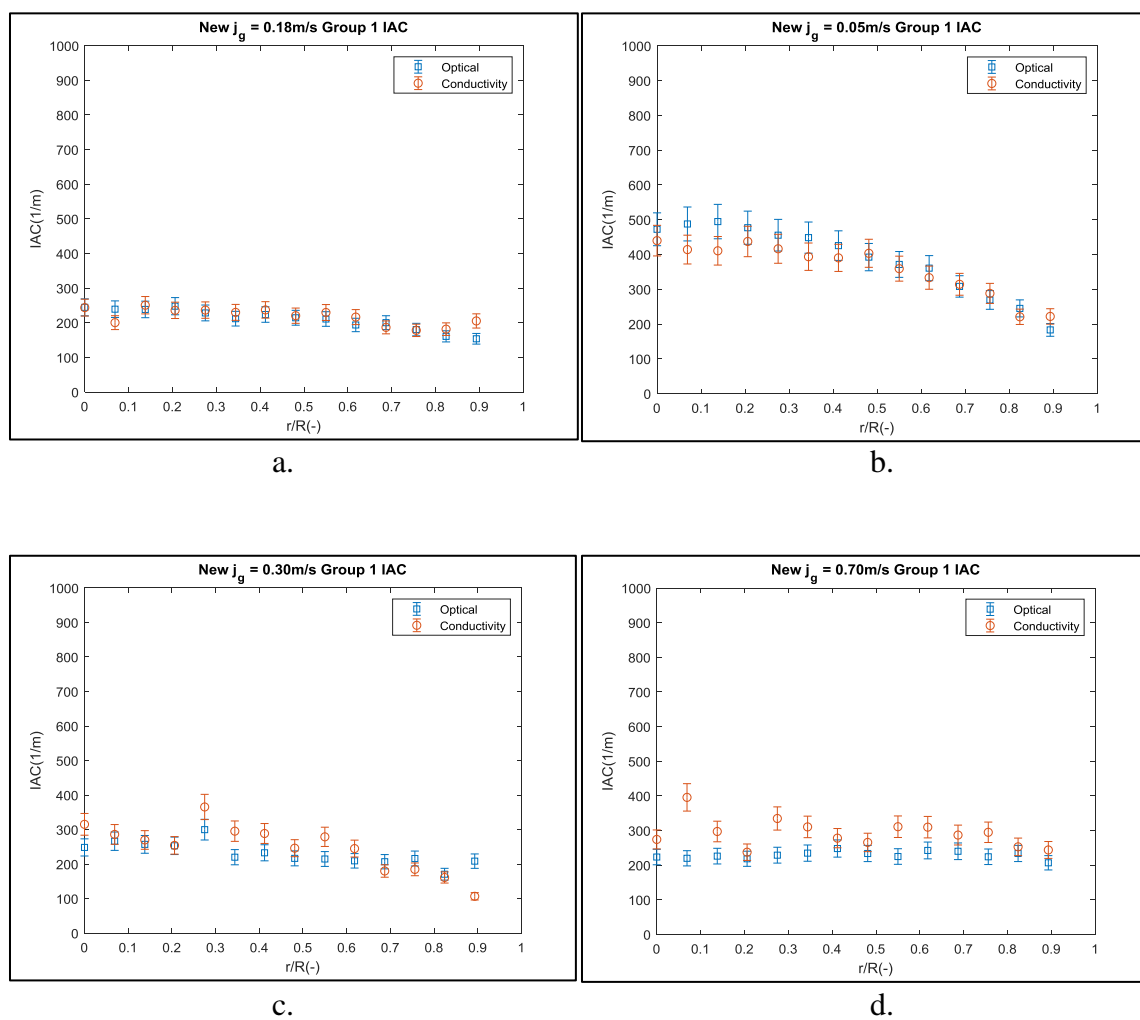 New j_g = 0.18m/s Group 1 IAC
1000
900
800
700
600
500
400
300
200
100
0
IAC(1/m)
Optical
Conductivity
0 0.1 0.2 0.3 0.4 0.5 0.6 0.7 0.8 0.9 1
r/R(-)
a.
New j_g = 0.05m/s Group 1 IAC
1000
900
800
700
600
500
400
300
200
100
0
IAC(1/m)
Optical
Conductivity
0 0.1 0.2 0.3 0.4 0.5 0.6 0.7 0.8 0.9 1
r/R(-)
b.
New j_g = 0.30m/s Group 1 IAC
1000
900
800
700
600
500
400
300
200
100
0
IAC(1/m)
Optical
Conductivity
0 0.1 0.2 0.3 0.4 0.5 0.6 0.7 0.8 0.9 1
r/R(-)
c.
New j_g = 0.70m/s Group 1 IAC
1000
900
800
700
600
500
400
300
200
100
0
IAC(1/m)
Optical
Conductivity
0 0.1 0.2 0.3 0.4 0.5 0.6 0.7 0.8 0.9 1
r/R(-)
d.